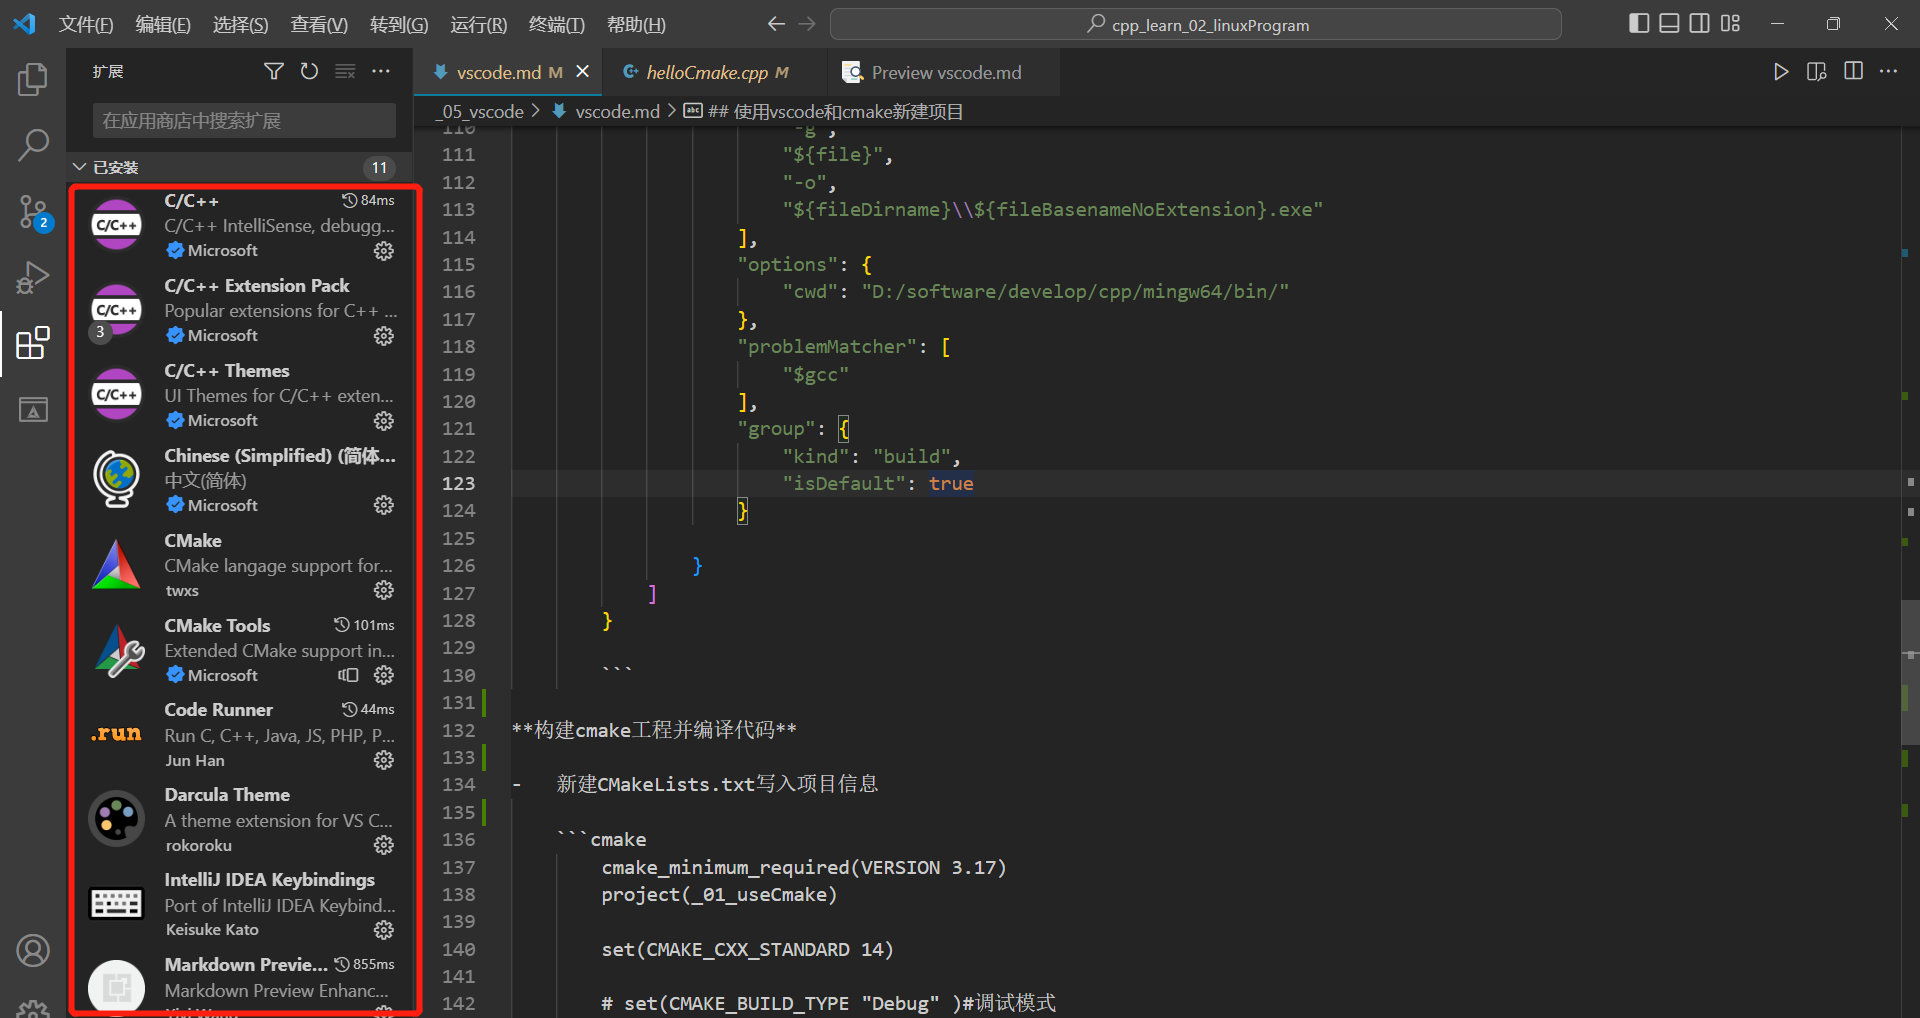 文件(F) 编辑(E) 选择(S) 查看(V) 转到(G) 运行(R) 终端(T) 帮助(H) cpp_learn_02_linuxProgram
扩展
在应用商店中搜索扩展
已安装 11
2
C/C++ 84ms
C/C++ IntelliSense, debugg...
Microsoft
C/C++ Extension Pack
Popular extensions for C++ ...
3
Microsoft
C/C++ Themes
UI Themes for C/C++ exten...
Microsoft
Chinese (Simplified) (简体...
中文(简体)
Microsoft
CMake
CMake langage support for...
twxs
CMake Tools 101ms
Extended CMake support in...
Microsoft
Code Runner 44ms
.run
Run C, C++, Java, JS, PHP, P...
Jun Han
Darcula Theme
A theme extension for VS C...
rokoroku
IntelliJ IDEA Keybindings
Port of IntelliJ IDEA Keybind...
Keisuke Kato
Markdown Previe... 855ms
Markdown Preview Enhanc...
vscode.md M helloCmake.cpp M Preview vscode.md
_05_vscode > vscode.md > ## 使用vscode和cmake新建项目
110 "-g",
111 "${file}",
112 "-o",
113 "${fileDirname}\\${fileBasenameNoExtension}.exe"
114 ],
115 "options": {
116 "cwd": "D:/software/develop/cpp/mingw64/bin/"
117 },
118 "problemMatcher": [
119 "$gcc"
120 ],
121 "group": {
122 "kind": "build",
123 "isDefault": true
124 }
125
126 }
127 ]
128 }
129
130 ```
131
132 **构建cmake工程并编译代码**
133
134 - 新建CMakeLists.txt写入项目信息
135
136 ```cmake
137 cmake_minimum_required(VERSION 3.17)
138 project(_01_useCmake)
139
140 set(CMAKE_CXX_STANDARD 14)
141
142 # set(CMAKE_BUILD_TYPE "Debug" )#调试模式